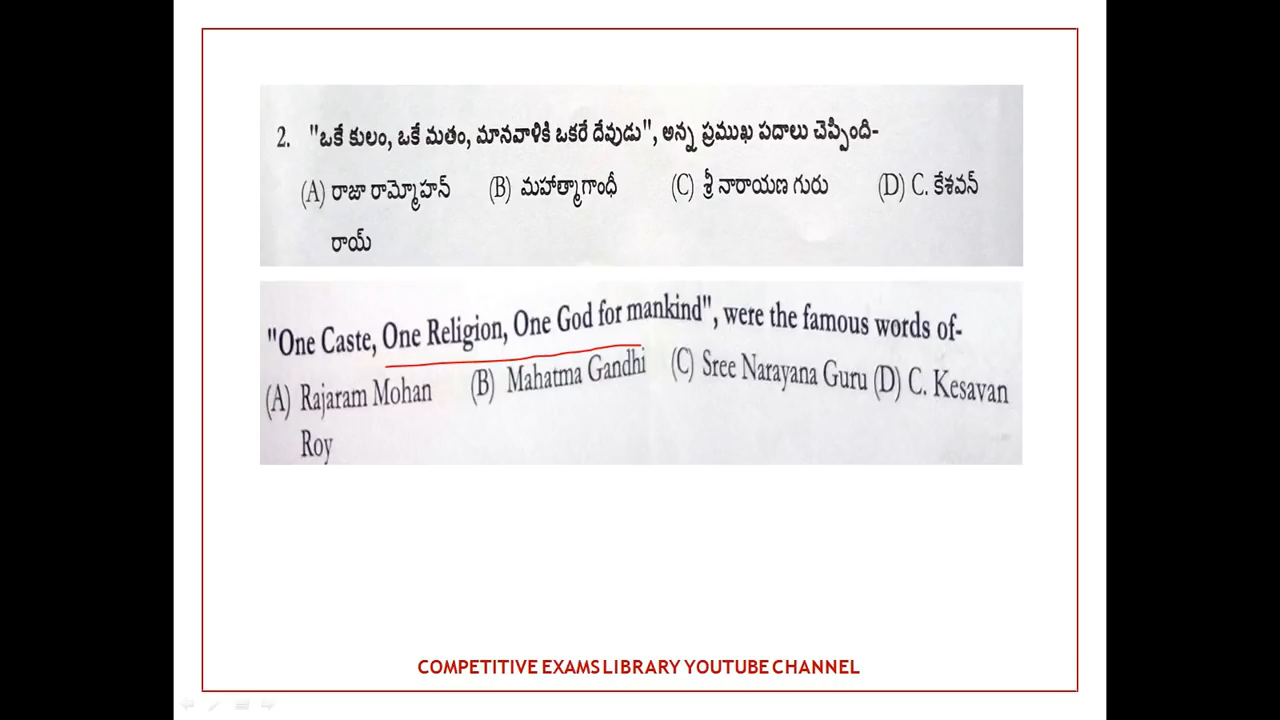 2. "ఒకే కులం, ఒకే మతం, మానవాళికి ఒకరే దేవుడు", అన్న ప్రముఖ పదాలు చెప్పింది-
(A) రాజా రామ్మోహన్ (B) మహాత్మాగాంధీ (C) శ్రీ నారాయణ గురు (D) C. కేశవన్
రాయ్
"One Caste, One Religion, One God for mankind", were the famous words of-
(A) Rajaram Mohan (B) Mahatma Gandhi (C) Sree Narayana Guru (D) C. Kesavan
Roy
COMPETITIVE EXAMS LIBRARY YOUTUBE CHANNEL